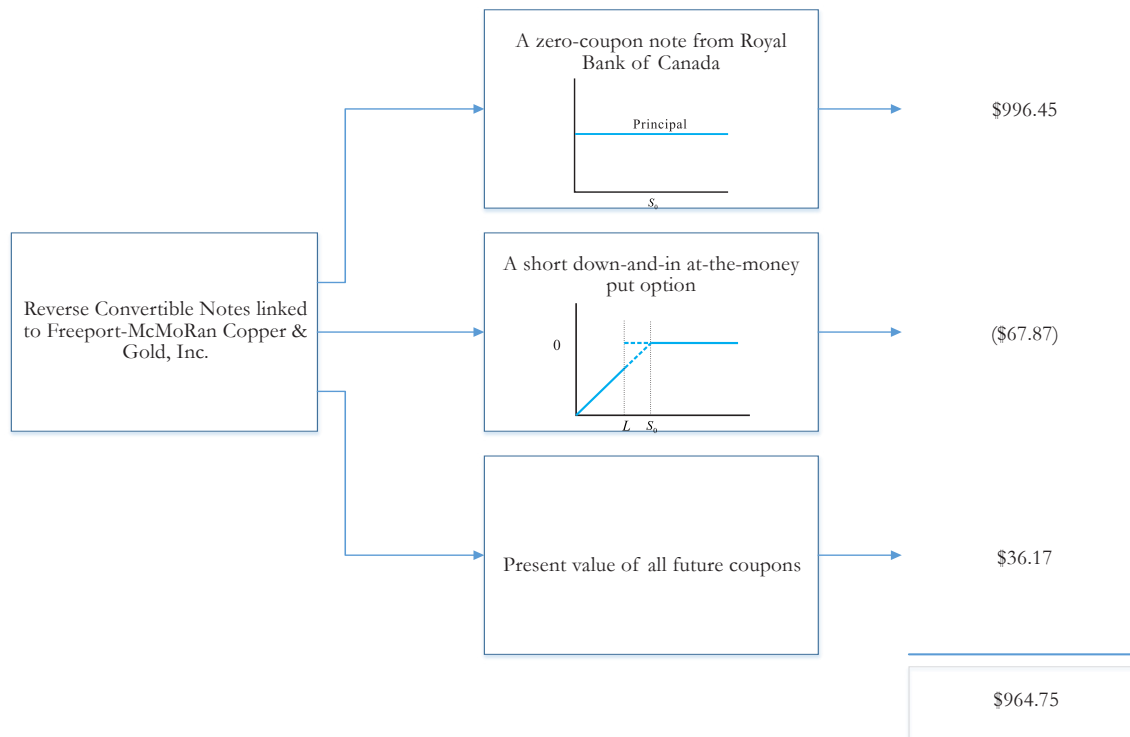 A zero-coupon note from Royal
Bank of Canada
Principal
S₀
$996.45
Reverse Convertible Notes linked
to Freeport-McMoRan Copper &
Gold, Inc.
A short down-and-in at-the-money
put option
0
L S₀
($67.87)
Present value of all future coupons
$36.17
$964.75